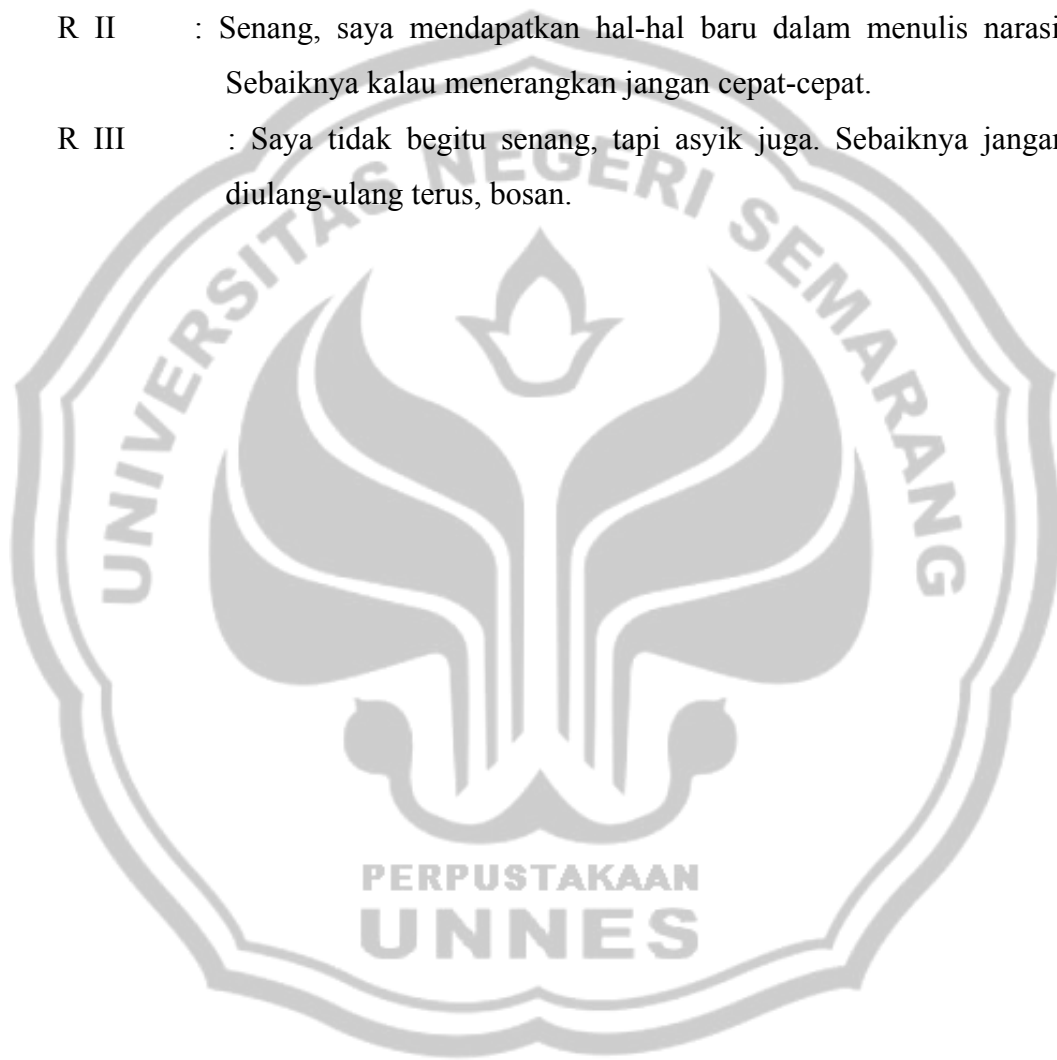 R II : Senang, saya mendapatkan hal-hal baru dalam menulis narasi
Sebaiknya kalau menerangkan jangan cepat-cepat.
R III : Saya tidak begitu senang, tapi asyik juga. Sebaiknya jangan
diulang-ulang terus, bosan.
UNIVERSITAS NEGERI SEMARANG
PERPUSTAKAAN
UNNES